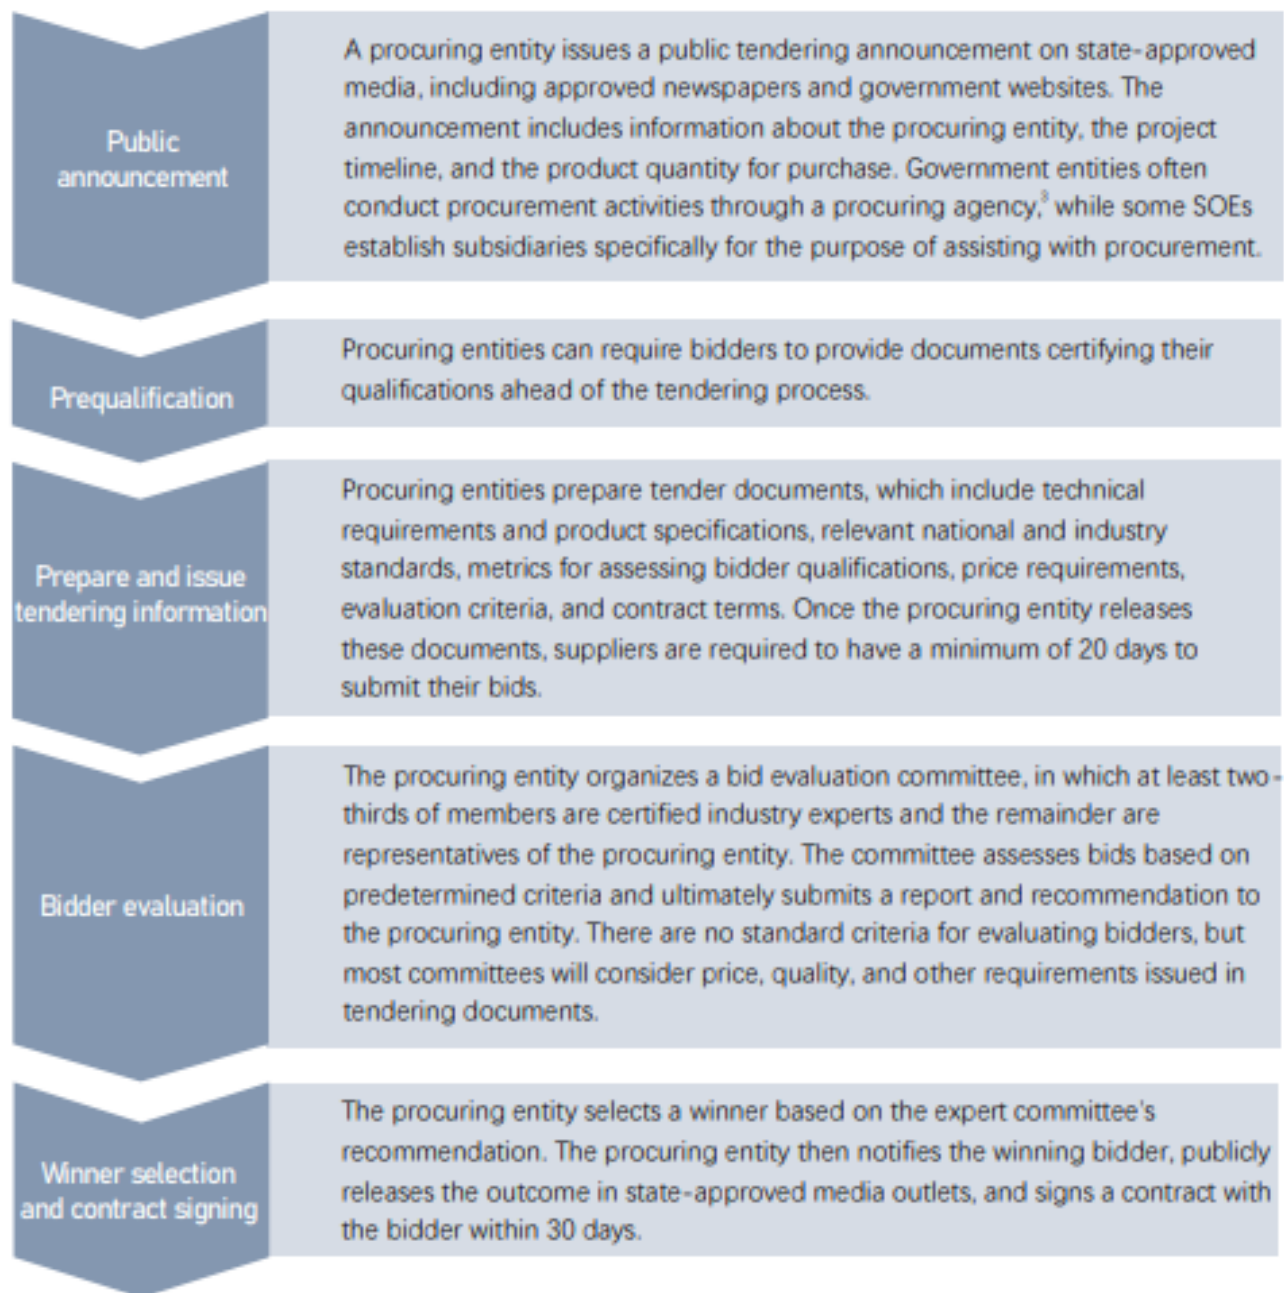 Public
announcement
A procuring entity issues a public tendering announcement on state-approved
media, including approved newspapers and government websites. The
announcement includes information about the procuring entity, the project
timeline, and the product quantity for purchase. Government entities often
conduct procurement activities through a procuring agency, while some SOEs
establish subsidiaries specifically for the purpose of assisting with procurement.
Prequalification
Procuring entities can require bidders to provide documents certifying their
qualifications ahead of the tendering process.
Prepare and issue
tendering information
Procuring entities prepare tender documents, which include technical
requirements and product specifications, relevant national and industry
standards, metrics for assessing bidder qualifications, price requirements,
evaluation criteria, and contract terms. Once the procuring entity releases
these documents, suppliers are required to have a minimum of 20 days to
submit their bids.
Bidder evaluation
The procuring entity organizes a bid evaluation committee, in which at least two-
thirds of members are certified industry experts and the remainder are
representatives of the procuring entity. The committee assesses bids based on
predetermined criteria and ultimately submits a report and recommendation to
the procuring entity. There are no standard criteria for evaluating bidders, but
most committees will consider price, quality, and other requirements issued in
tendering documents.
Winner selection
and contract signing
The procuring entity selects a winner based on the expert committee's
recommendation. The procuring entity then notifies the winning bidder, publicly
releases the outcome in state-approved media outlets, and signs a contract with
the bidder within 30 days.